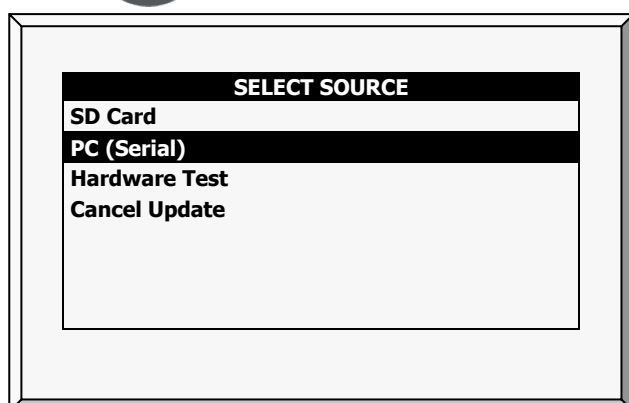 SELECT SOURCE
SD Card
PC (Serial)
Hardware Test
Cancel Update